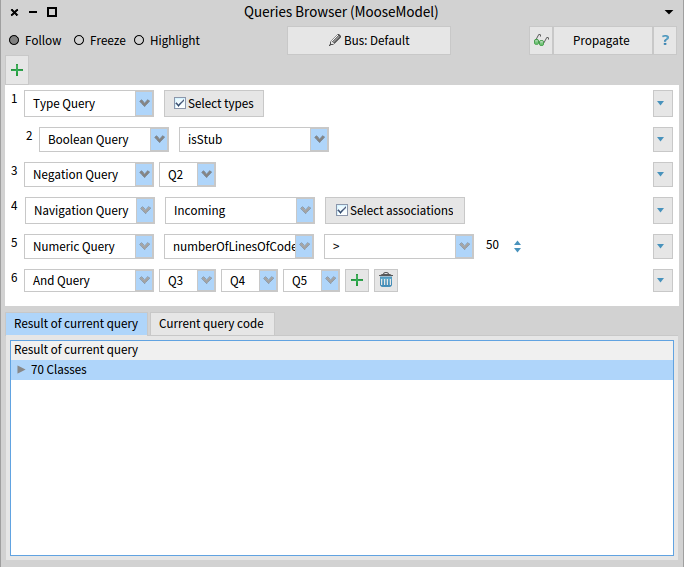 Queries Browser (MooseModel)
Follow Freeze Highlight Bus: Default Propagate ?
1 Type Query Select types
2 Boolean Query isStub
3 Negation Query Q2
4 Navigation Query Incoming Select associations
5 Numeric Query numberOfLinesOfCode > 50
6 And Query Q3 Q4 Q5
Result of current query Current query code
Result of current query
70 Classes